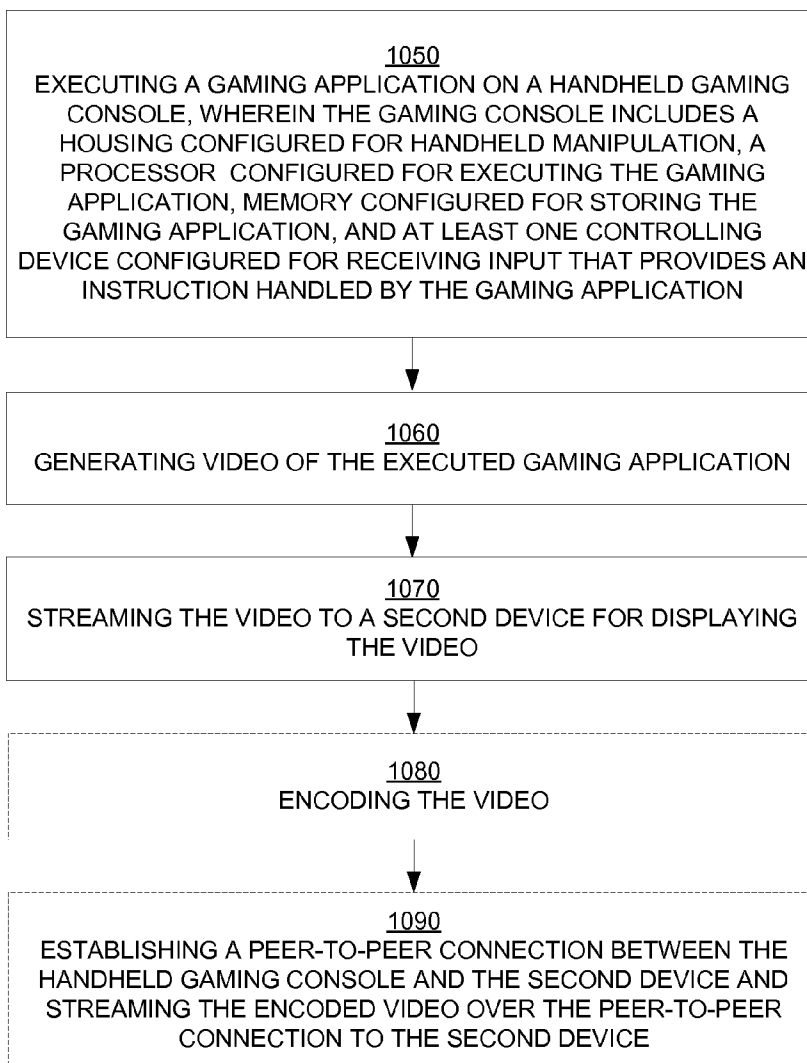 1050
EXECUTING A GAMING APPLICATION ON A HANDHELD GAMING
CONSOLE, WHEREIN THE GAMING CONSOLE INCLUDES A
HOUSING CONFIGURED FOR HANDHELD MANIPULATION, A
PROCESSOR CONFIGURED FOR EXECUTING THE GAMING
APPLICATION, MEMORY CONFIGURED FOR STORING THE
GAMING APPLICATION, AND AT LEAST ONE CONTROLLING
DEVICE CONFIGURED FOR RECEIVING INPUT THAT PROVIDES AN
INSTRUCTION HANDLED BY THE GAMING APPLICATION
1060
GENERATING VIDEO OF THE EXECUTED GAMING APPLICATION
1070
STREAMING THE VIDEO TO A SECOND DEVICE FOR DISPLAYING
THE VIDEO
1080
ENCODING THE VIDEO
1090
ESTABLISHING A PEER-TO-PEER CONNECTION BETWEEN THE
HANDHELD GAMING CONSOLE AND THE SECOND DEVICE AND
STREAMING THE ENCODED VIDEO OVER THE PEER-TO-PEER
CONNECTION TO THE SECOND DEVICE